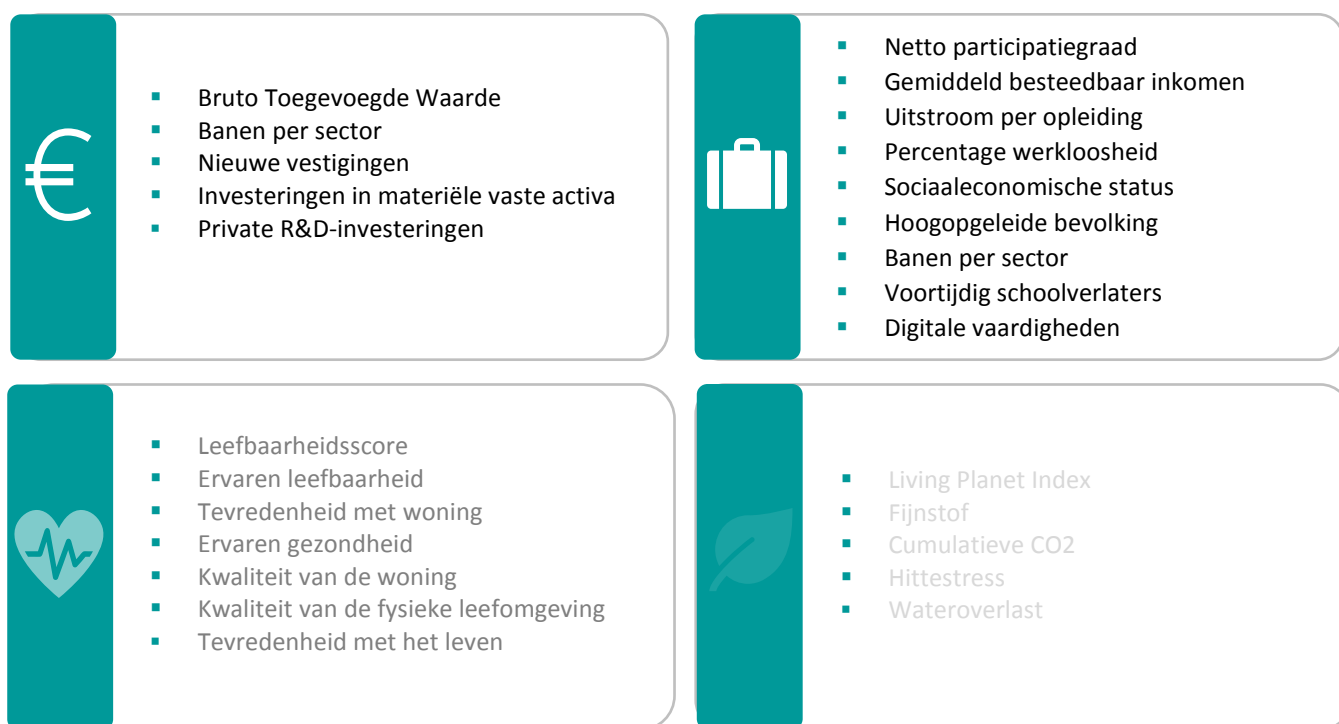 €
Bruto Toegevoegde Waarde
Banen per sector
Nieuwe vestigingen
Investeringen in materiële vaste activa
Private R&D-investeringen
Netto participatiegraad
Gemiddeld besteedbaar inkomen
Uitstroom per opleiding
Percentage werkloosheid
Sociaaleconomische status
Hoogopgeleide bevolking
Banen per sector
Voortijdig schoolverlaters
Digitale vaardigheden
Leefbaarheidsscore
Ervaren leefbaarheid
Tevredenheid met woning
Ervaren gezondheid
Kwaliteit van de woning
Kwaliteit van de fysieke leefomgeving
Tevredenheid met het leven
Living Planet Index
Fijnstof
Cumulatieve CO2
Hittestress
Wateroverlast